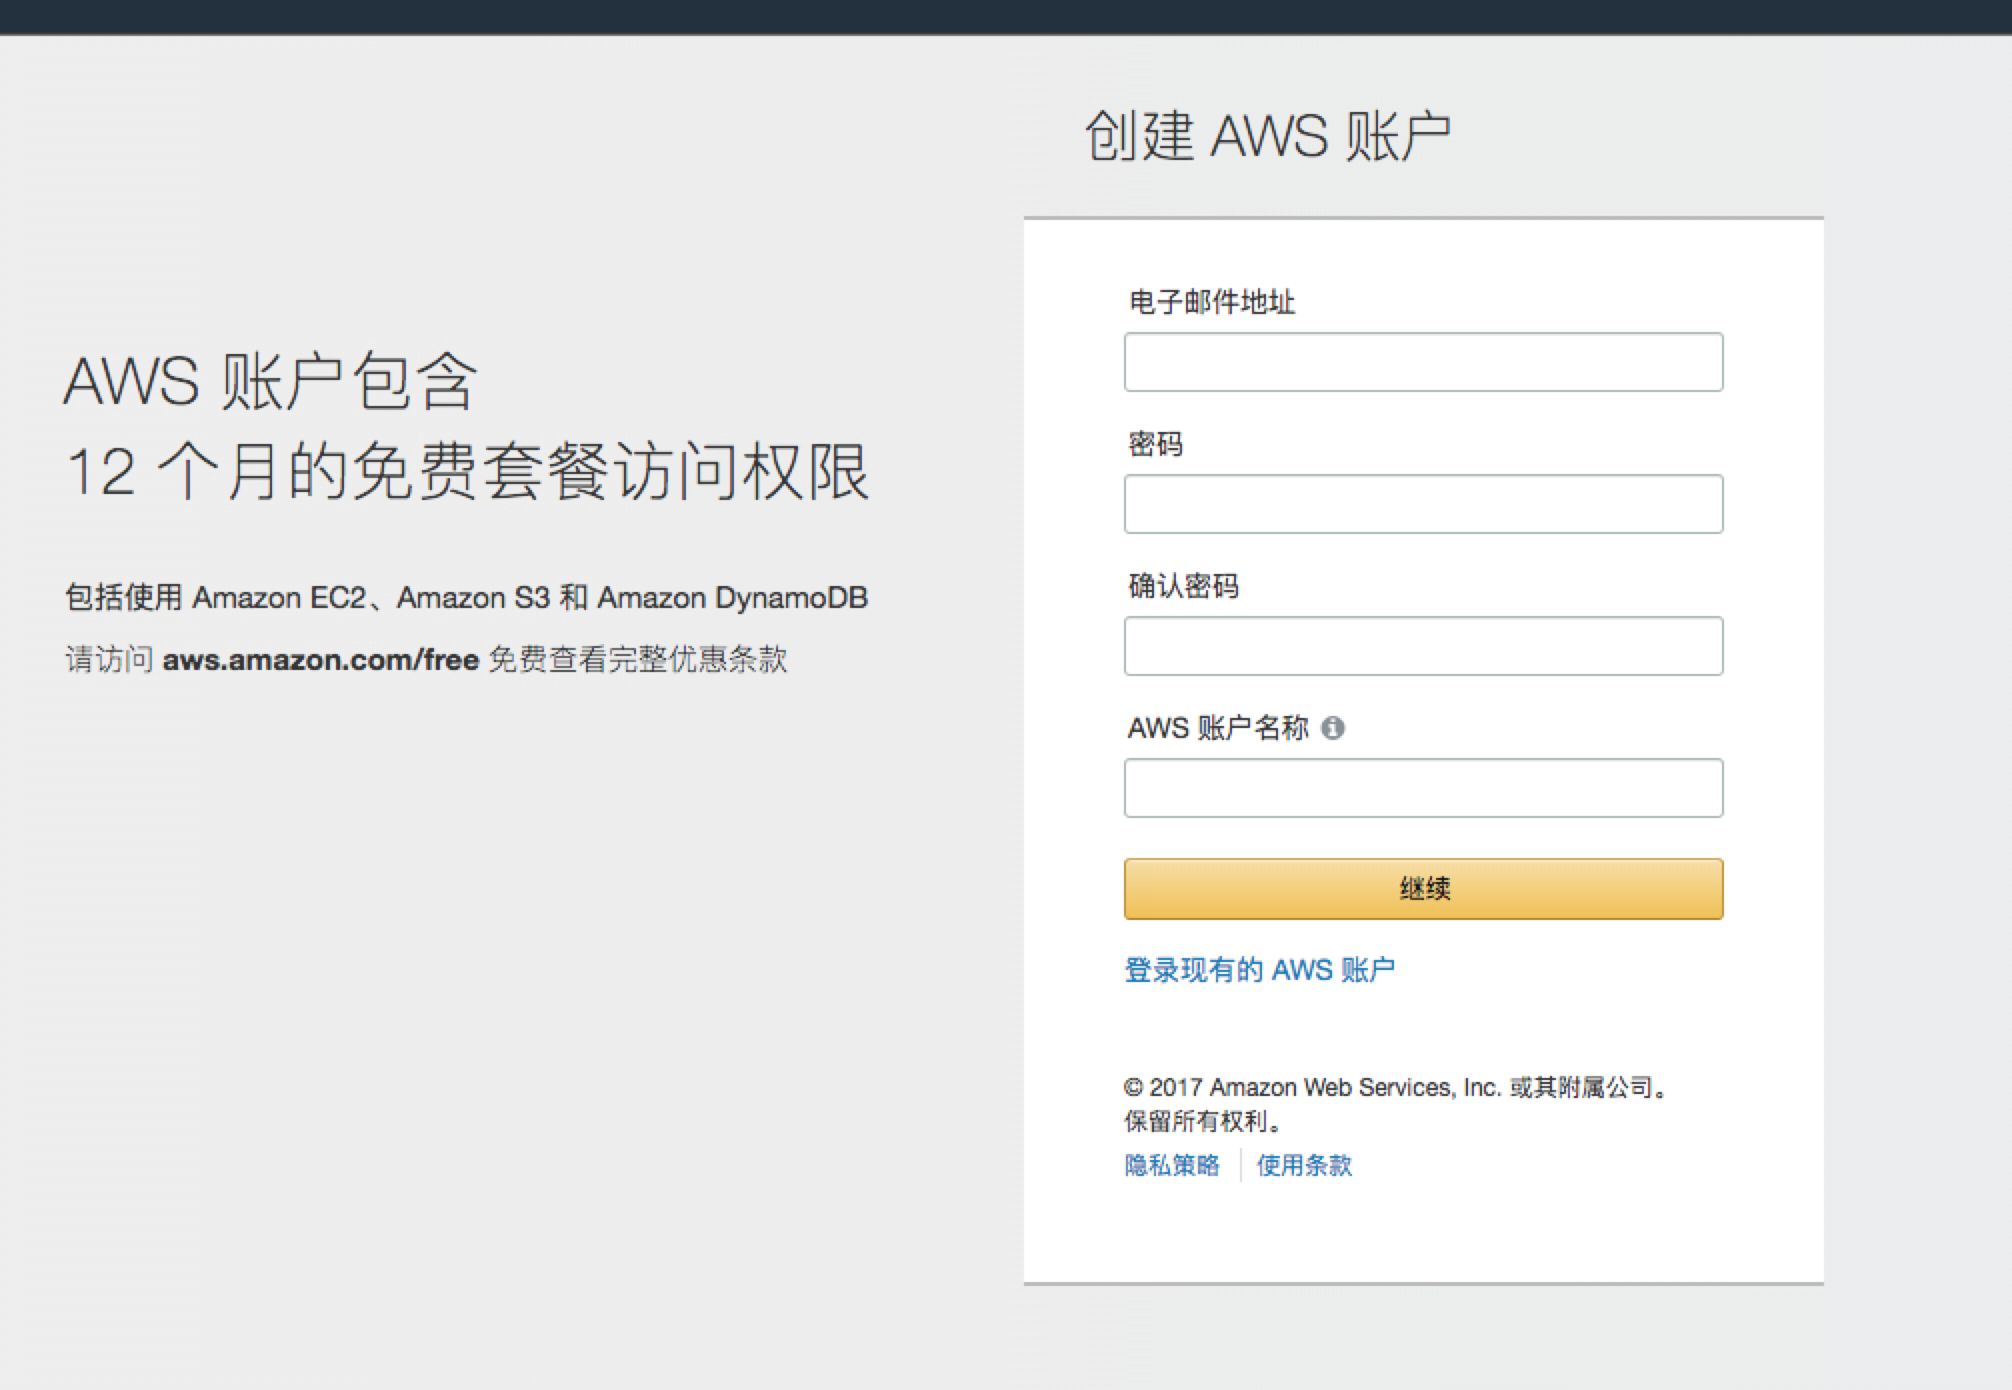 创建 AWS 账户
AWS 账户包含
12 个月的免费套餐访问权限
包括使用 Amazon EC2、Amazon S3 和 Amazon DynamoDB
请访问 aws.amazon.com/free 免费查看完整优惠条款
电子邮件地址
密码
确认密码
AWS 账户名称
继续
登录现有的 AWS 账户
© 2017 Amazon Web Services, Inc. 或其附属公司。
保留所有权利。
隐私策略 使用条款